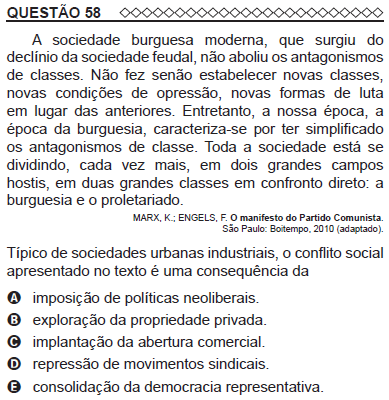 QUESTÃO 58
A sociedade burguesa moderna, que surgiu do
declínio da sociedade feudal, não aboliu os antagonismos
de classes. Não fez senão estabelecer novas classes,
novas condições de opressão, novas formas de luta
em lugar das anteriores. Entretanto, a nossa época, a
época da burguesia, caracteriza-se por ter simplificado
os antagonismos de classe. Toda a sociedade está se
dividindo, cada vez mais, em dois grandes campos
hostis, em duas grandes classes em confronto direto: a
burguesia e o proletariado.
MARX, K.; ENGELS, F. O manifesto do Partido Comunista.
São Paulo: Boitempo, 2010 (adaptado).
Típico de sociedades urbanas industriais, o conflito social
apresentado no texto é uma consequência da
A imposição de políticas neoliberais.
B exploração da propriedade privada.
C implantação da abertura comercial.
D repressão de movimentos sindicais.
E consolidação da democracia representativa.